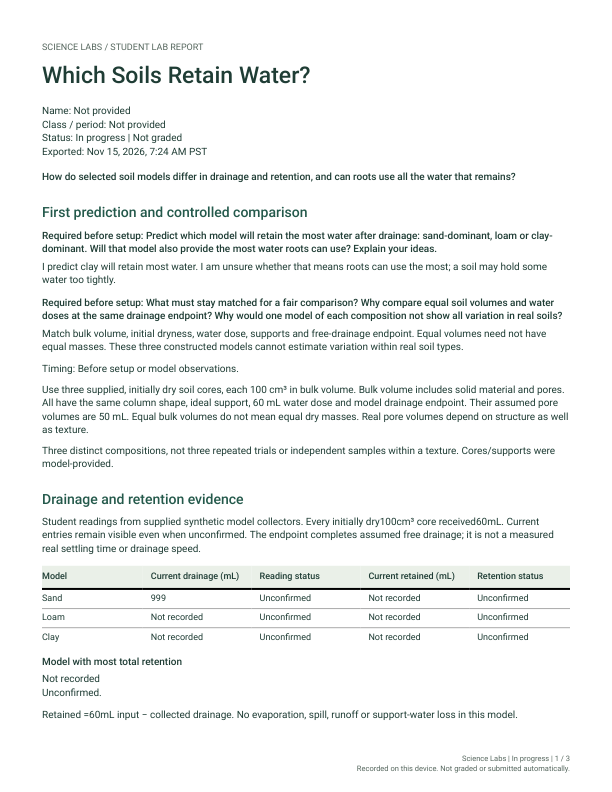 SCIENCE LABS / STUDENT LAB REPORT
Which Soils Retain Water?
Name: Not provided
Class / period: Not provided
Status: In progress | Not graded
Exported: Nov 15, 2026, 7:24 AM PST
How do selected soil models differ in drainage and retention, and can roots use all the water that remains?
First prediction and controlled comparison
Required before setup: Predict which model will retain the most water after drainage: sand-dominant, loam or clay-
dominant. Will that model also provide the most water roots can use? Explain your ideas.
I predict clay will retain most water. I am unsure whether that means roots can use the most; a soil may hold some
water too tightly.
Required before setup: What must stay matched for a fair comparison? Why compare equal soil volumes and water
doses at the same drainage endpoint? Why would one model of each composition not show all variation in real soils?
Match bulk volume, initial dryness, water dose, supports and free-drainage endpoint. Equal volumes need not have
equal masses. These three constructed models cannot estimate variation within real soil types.
Timing: Before setup or model observations.
Use three supplied, initially dry soil cores, each 100 cm³ in bulk volume. Bulk volume includes solid material and pores.
All have the same column shape, ideal support, 60 mL water dose and model drainage endpoint. Their assumed pore
volumes are 50 mL. Equal bulk volumes do not mean equal dry masses. Real pore volumes depend on structure as well
as texture.
Three distinct compositions, not three repeated trials or independent samples within a texture. Cores/supports were
model-provided.
Drainage and retention evidence
Student readings from supplied synthetic model collectors. Every initially dry100cm³ core received60mL. Current
entries remain visible even when unconfirmed. The endpoint completes assumed free drainage; it is not a measured
real settling time or drainage speed.
Model Current drainage (mL) Reading status Current retained (mL) Retention status
Sand 999 Unconfirmed Not recorded Unconfirmed
Loam Not recorded Unconfirmed Not recorded Unconfirmed
Clay Not recorded Unconfirmed Not recorded Unconfirmed
Model with most total retention
Not recorded
Unconfirmed.
Retained =60mL input − collected drainage. No evaporation, spill, runoff or support-water loss in this model.
Science Labs | In progress | 1 / 3
Recorded on this device. Not graded or submitted automatically.